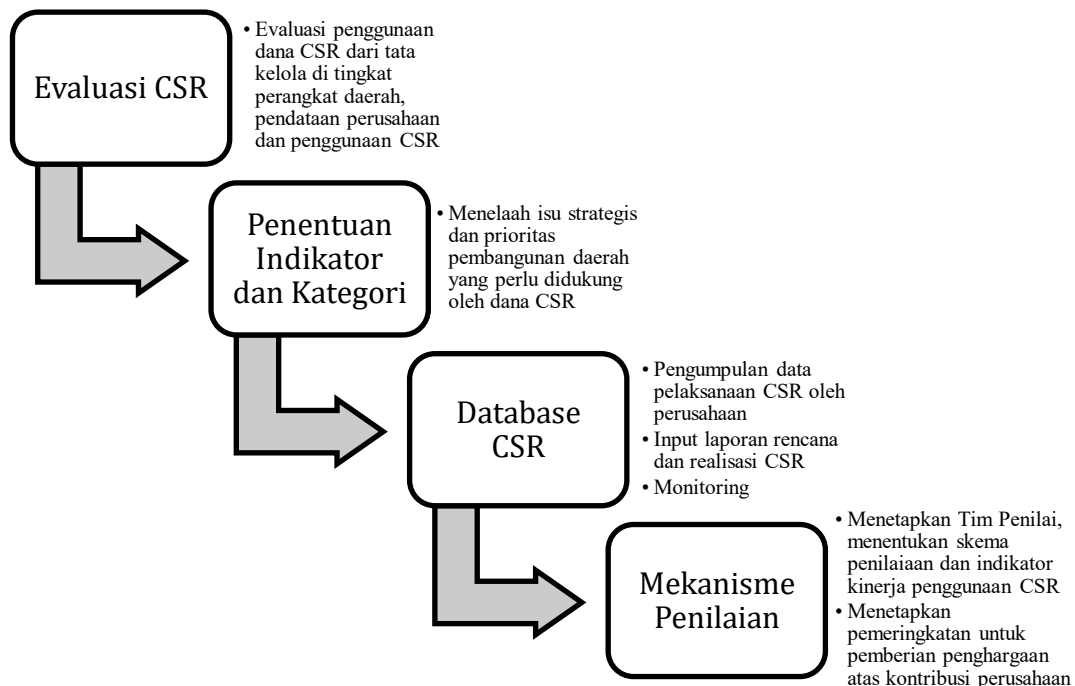 Evaluasi CSR
• Evaluasi penggunaan
dana CSR dari tata
kelola di tingkat
perangkat daerah,
pendataan perusahaan
dan penggunaan CSR
Penentuan
Indikator
dan Kategori
• Menelaah isu strategis
dan prioritas
pembangunan daerah
yang perlu didukung
oleh dana CSR
Database
CSR
• Pengumpulan data
pelaksanaan CSR oleh
perusahaan
• Input laporan rencana
dan realisasi CSR
• Monitoring
Mekanisme
Penilaian
• Menetapkan Tim Penilai,
menentukan skema
penilaiaan dan indikator
kinerja penggunaan CSR
• Menetapkan
pemeringkatan untuk
pemberian penghargaan
atas kontribusi perusahaan